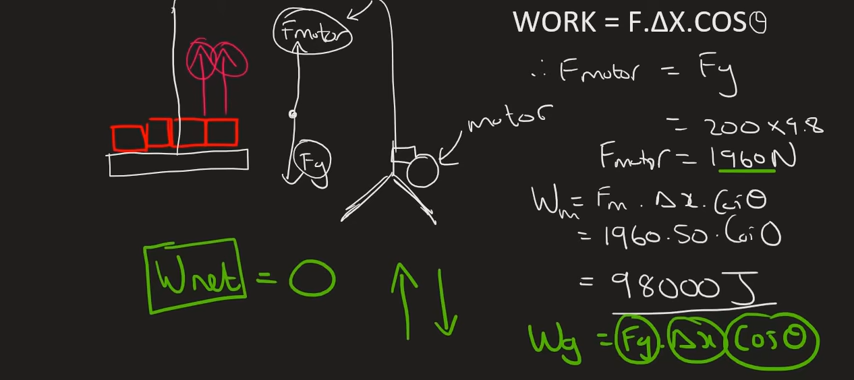 WORK = F.ΔX.COSΘ
Fmotor
∴ Fmotor = Fg
= 200 x 9.8
Fmotor = 1960N
motor
Fg
Wm = Fm . Δx . Cosθ
= 1960.50.Cos0
= 98000J
Wnet = 0
Wg = Fg.Δx Cosθ